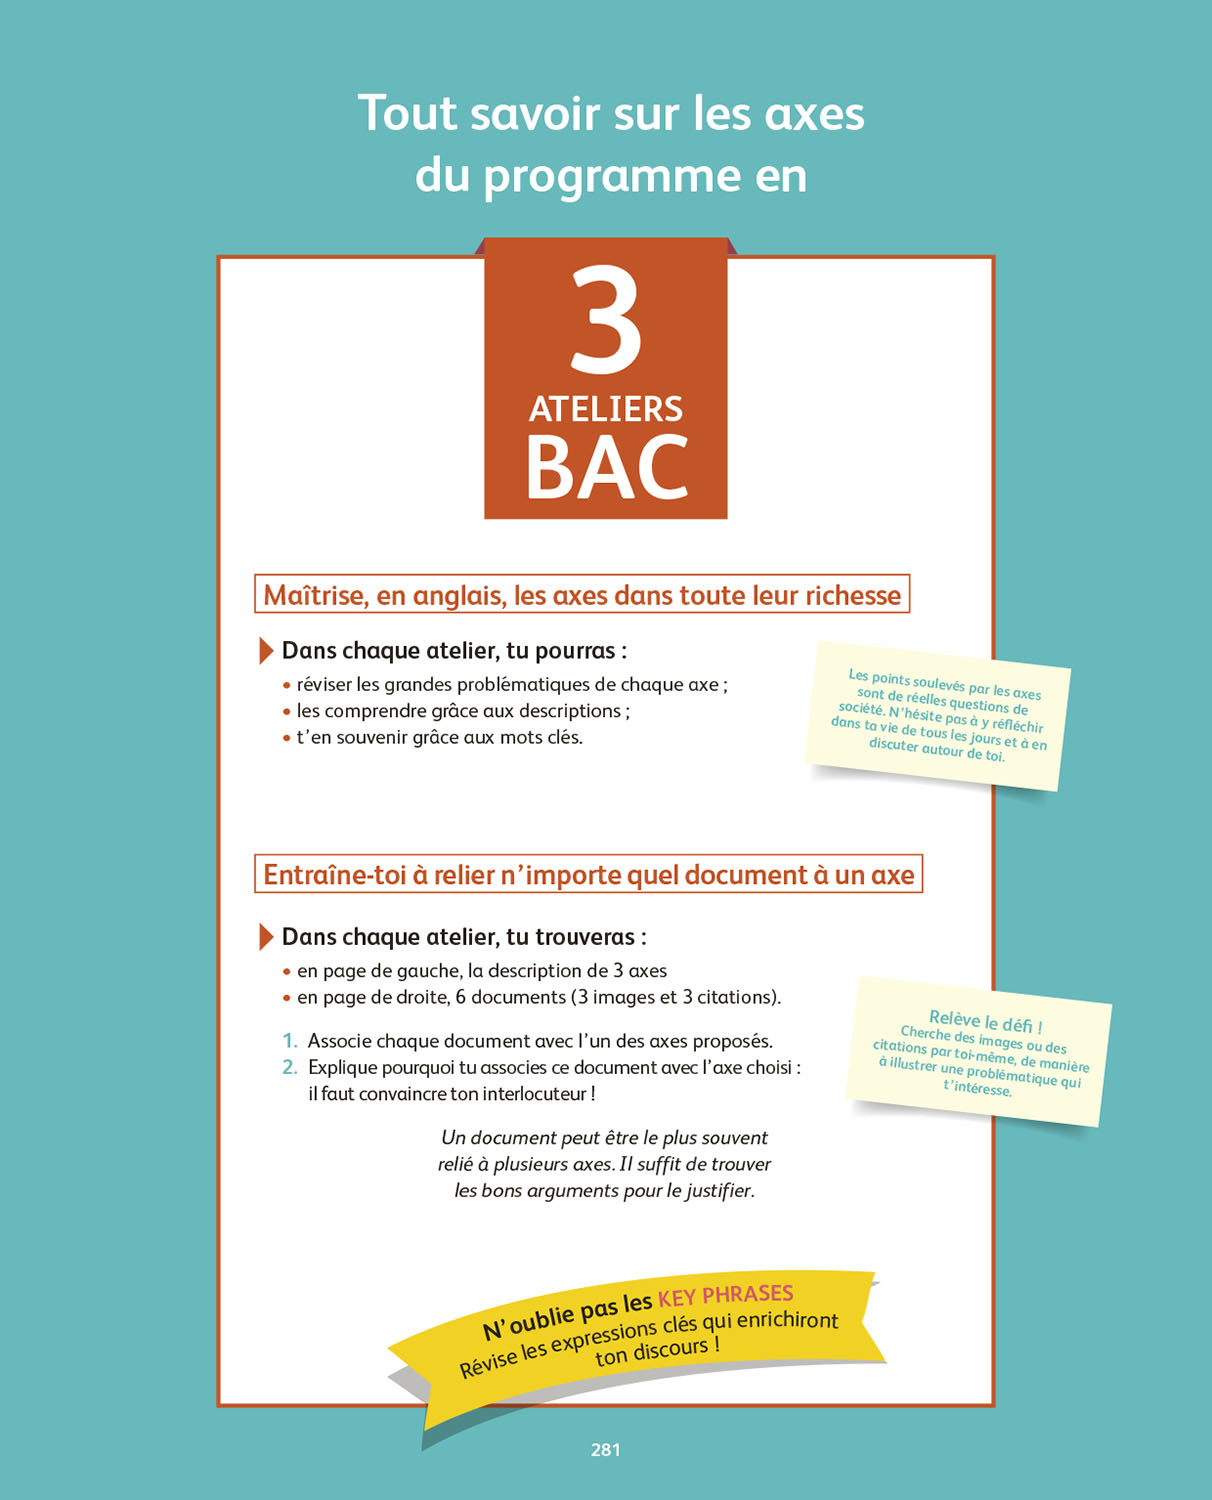 Tout savoir sur les axes
du programme en
3
ATELIERS
BAC
Maîtrise, en anglais, les axes dans toute leur richesse
Dans chaque atelier, tu pourras :
• réviser les grandes problématiques de chaque axe ;
• les comprendre grâce aux descriptions ;
• t'en souvenir grâce aux mots clés.
Les points soulevés par les axes
sont de réelles questions de
société. N'hésite pas à y réfléchir
dans ta vie de tous les jours et à en
discuter autour de toi.
Entraîne-toi à relier n'importe quel document à un axe
Dans chaque atelier, tu trouveras :
• en page de gauche, la description de 3 axes
• en page de droite, 6 documents (3 images et 3 citations).
1. Associe chaque document avec l'un des axes proposés.
2. Explique pourquoi tu associes ce document avec l'axe choisi :
il faut convaincre ton interlocuteur !
Relève le défi !
Cherche des images ou des
citations par toi-même, de manière
à illustrer une problématique qui
t'intéresse.
Un document peut être le plus souvent
relié à plusieurs axes. Il suffit de trouver
les bons arguments pour le justifier.
N'oublie pas les KEY PHRASES
Révise les expressions clés qui enrichiront
ton discours !
281